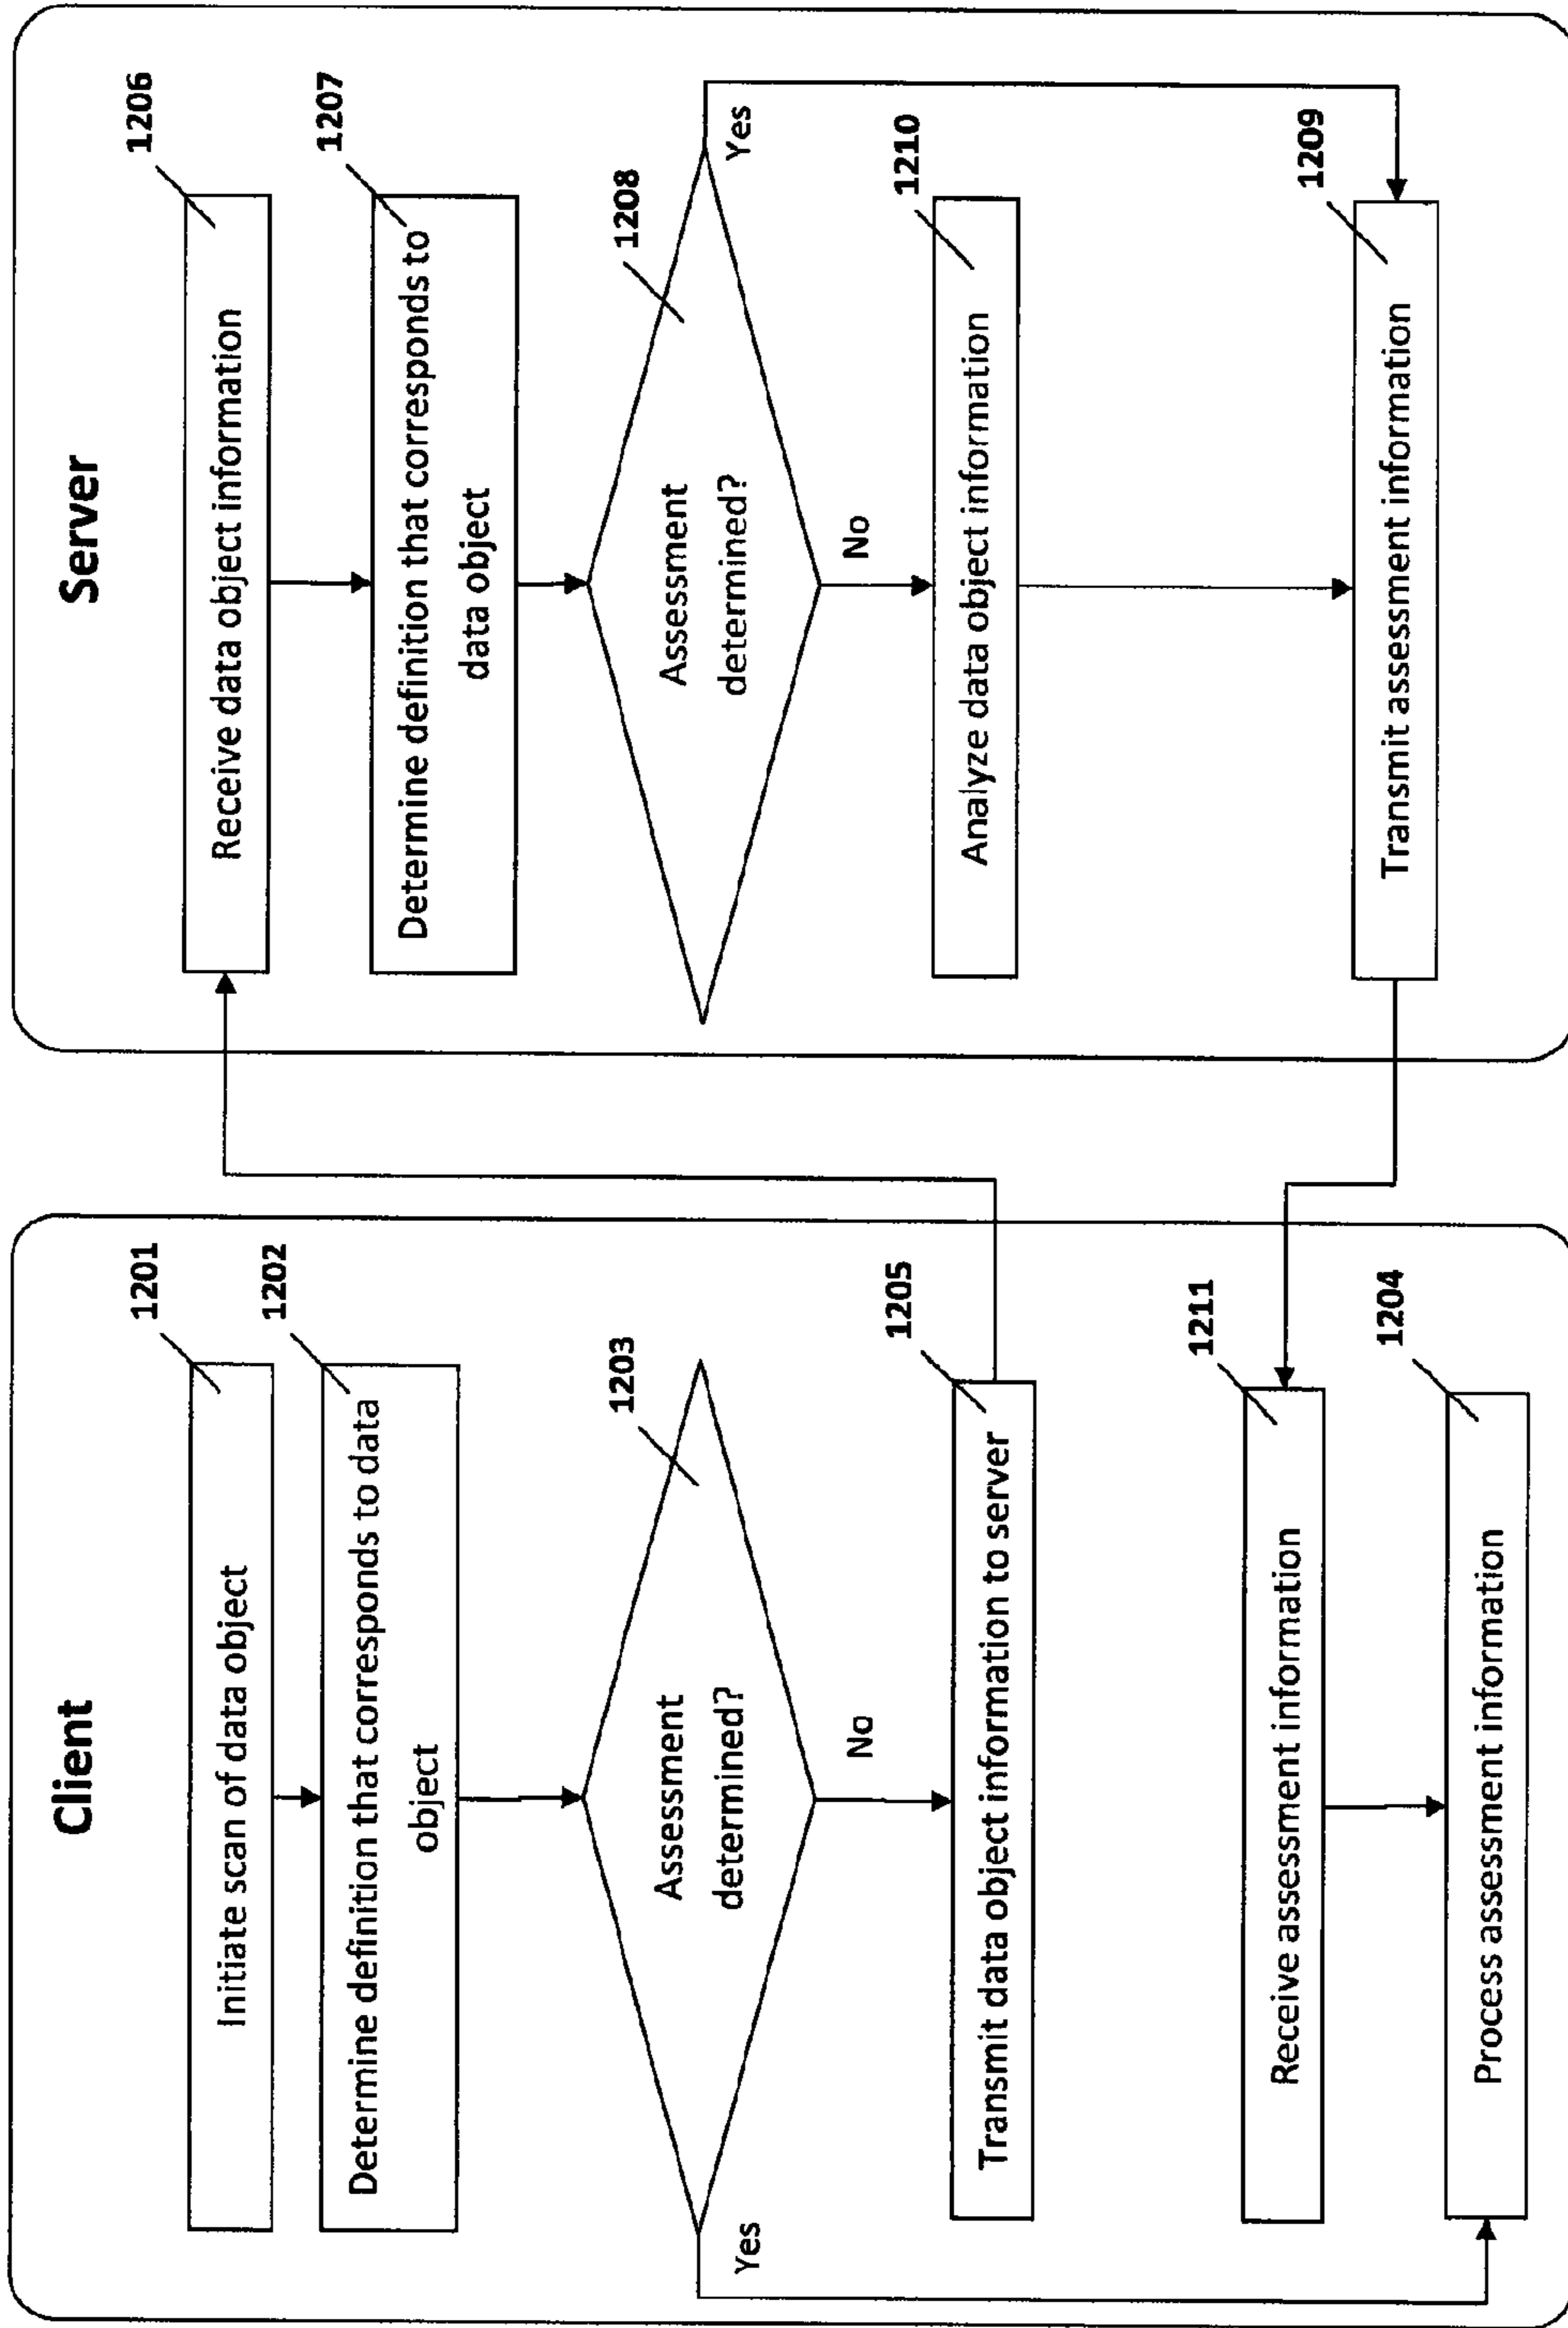 Client
1201
Initiate scan of data object
1202
Determine definition that corresponds to data
object
1203
Assessment
determined?
Yes
No
1205
Transmit data object information to server
1211
Receive assessment information
1204
Process assessment information
Server
1206
Receive data object information
1207
Determine definition that corresponds to
data object
1208
Assessment
determined?
Yes
No
1210
Analyze data object information
1209
Transmit assessment information